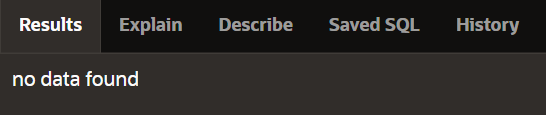 Results Explain Describe Saved SQL History
no data found